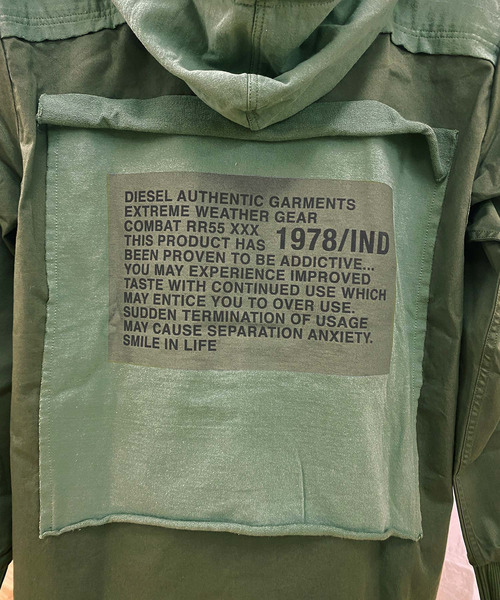 DIESEL AUTHENTIC GARMENTS
EXTREME WEATHER GEAR
COMBAT RR55 XXX
THIS PRODUCT HAS 1978/IND
BEEN PROVEN TO BE ADDICTIVE...
YOU MAY EXPERIENCE IMPROVED
TASTE WITH CONTINUED USE WHICH
MAY ENTICE YOU TO OVER USE.
SUDDEN TERMINATION OF USAGE
MAY CAUSE SEPARATION ANXIETY.
SMILE IN LIFE